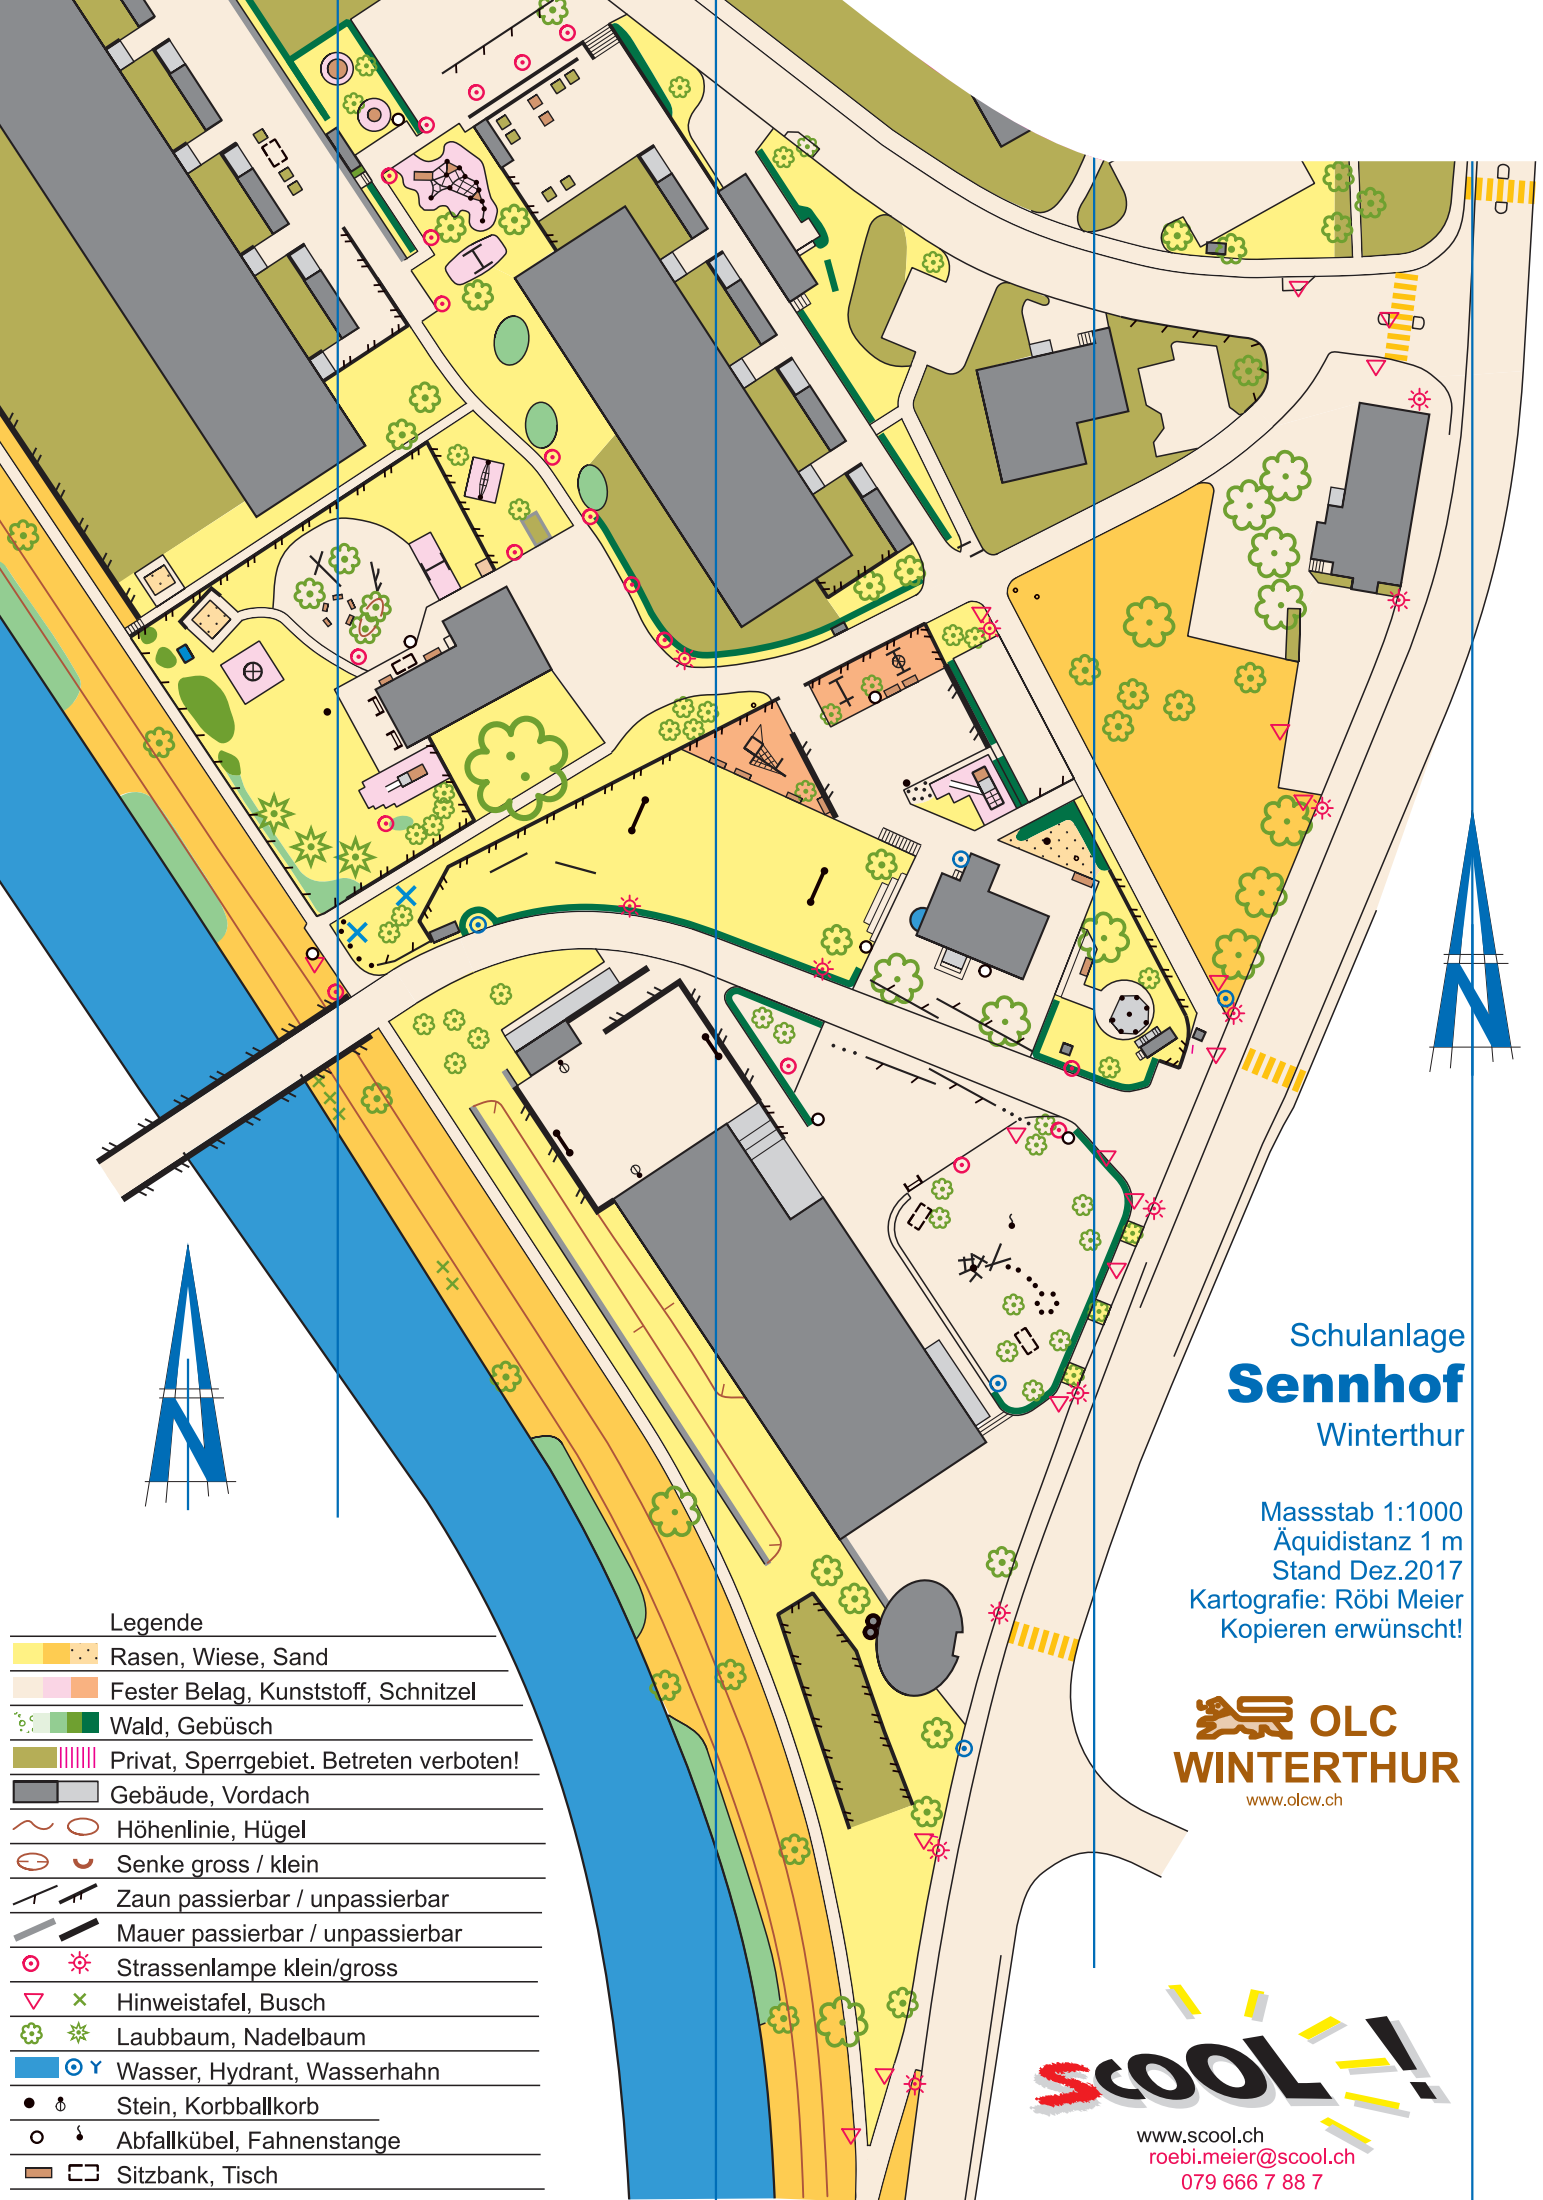 Schulanlage
Sennhof
Winterthur
Massstab 1:1000
Äquidistanz 1 m
Stand Dez.2017
Kartografie: Röbi Meier
Kopieren erwünscht!
OLC
WINTERTHUR
www.olcw.ch
Legende
Rasen, Wiese, Sand
Fester Belag, Kunststoff, Schnitzel
Wald, Gebüsch
Privat, Sperrgebiet. Betreten verboten!
Gebäude, Vordach
Höhenlinie, Hügel
Senke gross / klein
Zaun passierbar / unpassierbar
Mauer passierbar / unpassierbar
Strassenlampe klein/gross
Hinweistafel, Busch
Laubbaum, Nadelbaum
Wasser, Hydrant, Wasserhahn
Stein, Korbballkorb
Abfallkübel, Fahnenstange
Sitzbank, Tisch
scool!
www.scool.ch
roebi.meier@scool.ch
079 666 7 88 7
N
N